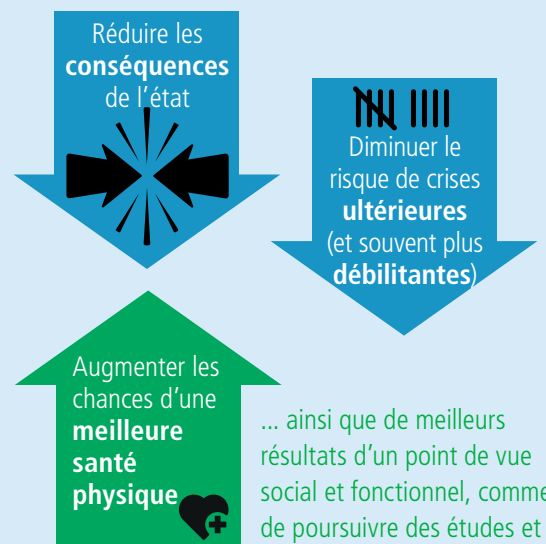 Réduire les
conséquences
de l'état
Diminuer le
risque de crises
ultérieures
(et souvent plus
débilitantes)
Augmenter les
chances d'une
meilleure
santé
physique
... ainsi que de meilleurs
résultats d'un point de vue
social et fonctionnel, comme
de poursuivre des études et